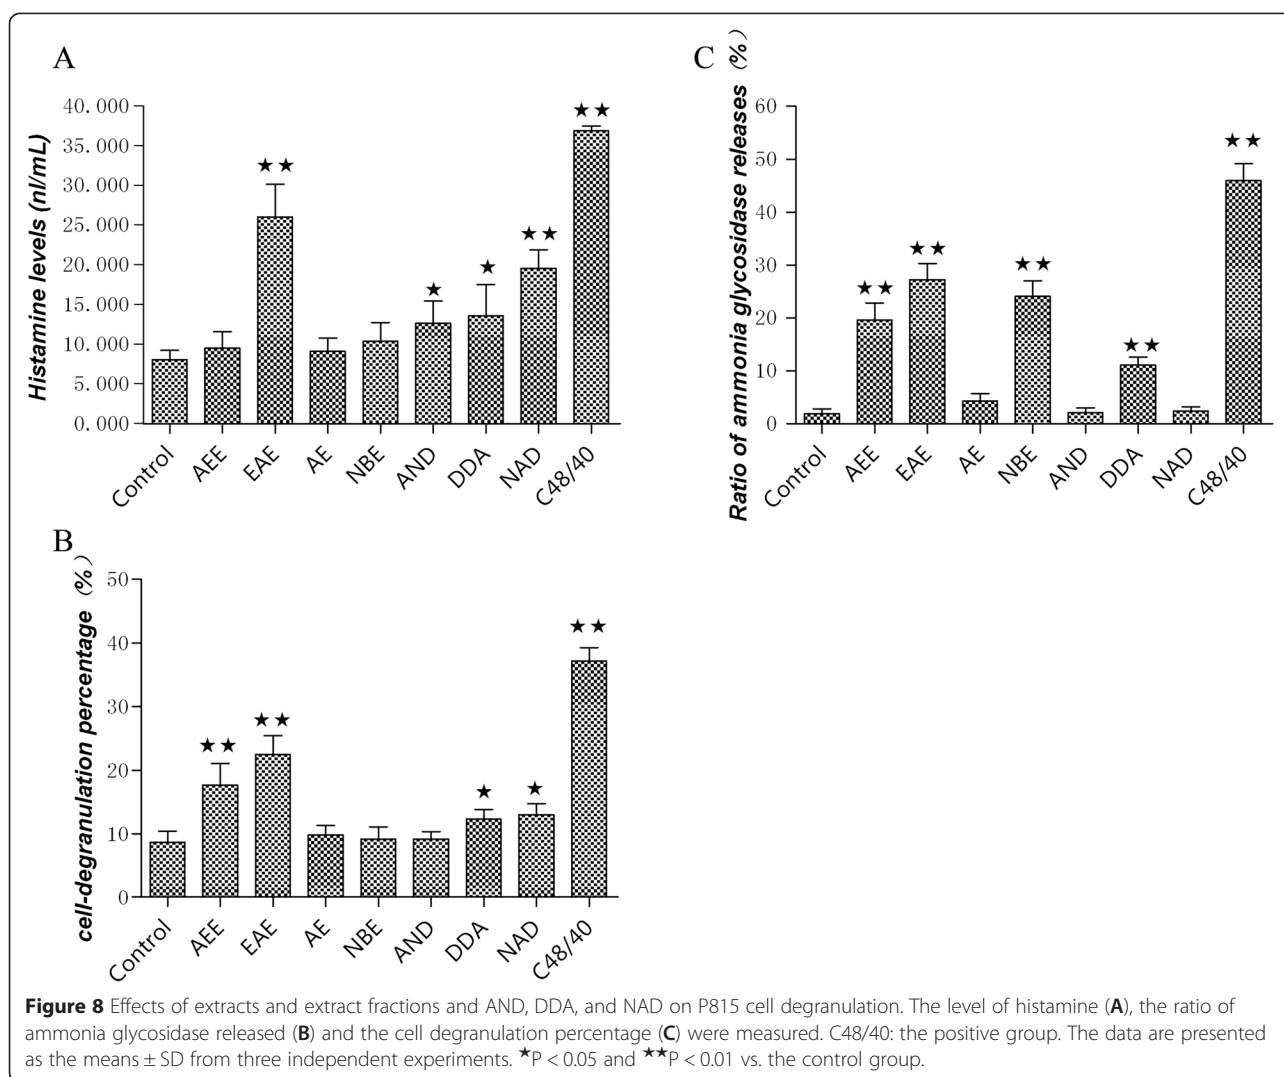 A
Histamine levels (nl/mL)
40.000
35.000
30.000
25.000
20.000
15.000
10.000
5.000
0.000
★★
★
★
★★
★★
Control
AEE
EAE
AE
NBE
AND
DDA
NAD
C48/40
C
Ratio of ammonia glycosidase releases (%)
60
50
40
30
20
10
0
★★
★★
★★
★★
★★
Control
AEE
EAE
AE
NBE
AND
DDA
NAD
C48/40
B
cell-degranulation percentage (%)
50
40
30
20
10
0
★★
★★
★
★
★★
Control
AEE
EAE
AE
NBE
AND
DDA
NAD
C48/40
Figure 8 Effects of extracts and extract fractions and AND, DDA, and NAD on P815 cell degranulation. The level of histamine (A), the ratio of
ammonia glycosidase released (B) and the cell degranulation percentage (C) were measured. C48/40: the positive group. The data are presented
as the means ± SD from three independent experiments. ★P < 0.05 and ★★P < 0.01 vs. the control group.